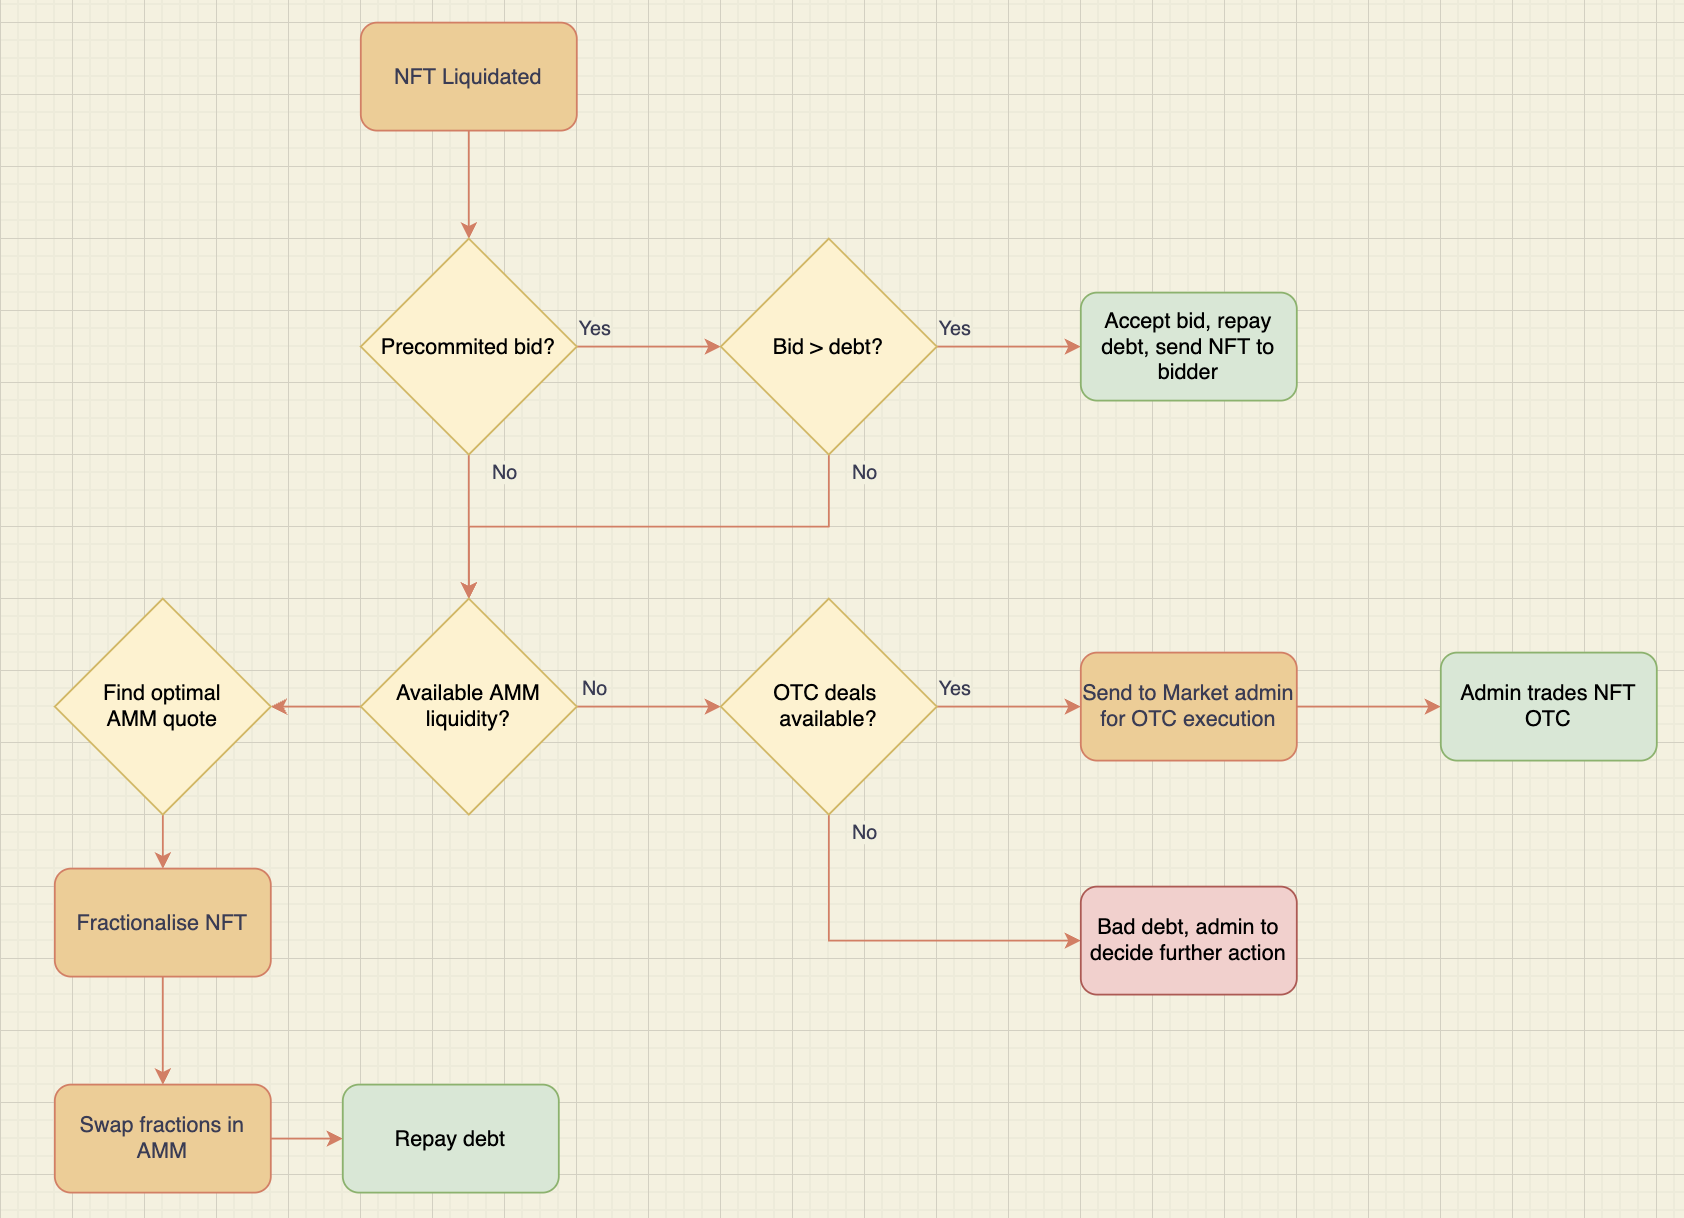 NFT Liquidated
Precommited bid?
Yes
Bid > debt?
Yes
Accept bid, repay
debt, send NFT to
bidder
No
No
Find optimal
AMM quote
Available AMM
liquidity?
No
OTC deals
available?
Yes
Send to Market admin
for OTC execution
Admin trades NFT
OTC
No
Fractionalise NFT
Bad debt, admin to
decide further action
Swap fractions in
AMM
Repay debt